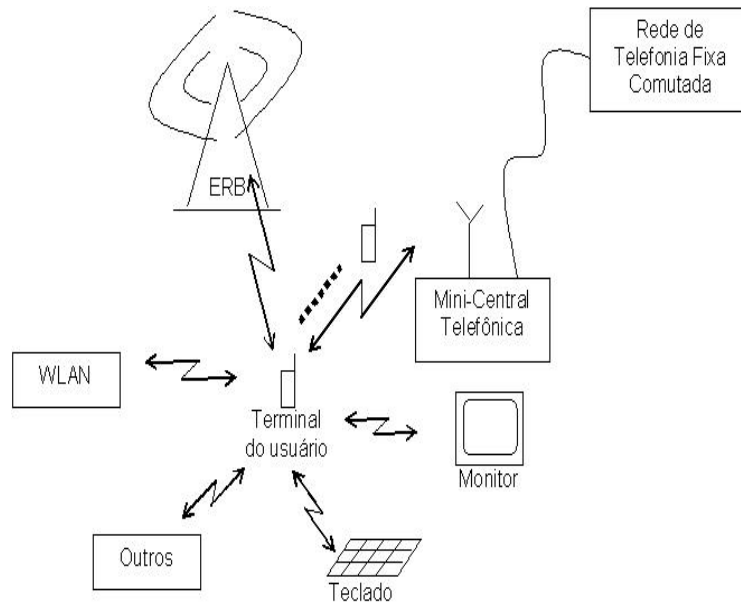 Rede de
Telefonia Fixa
Comutada
ERB
Mini-Central
Telefônica
WLAN
Terminal
do usuário
Monitor
Outros
Teclado